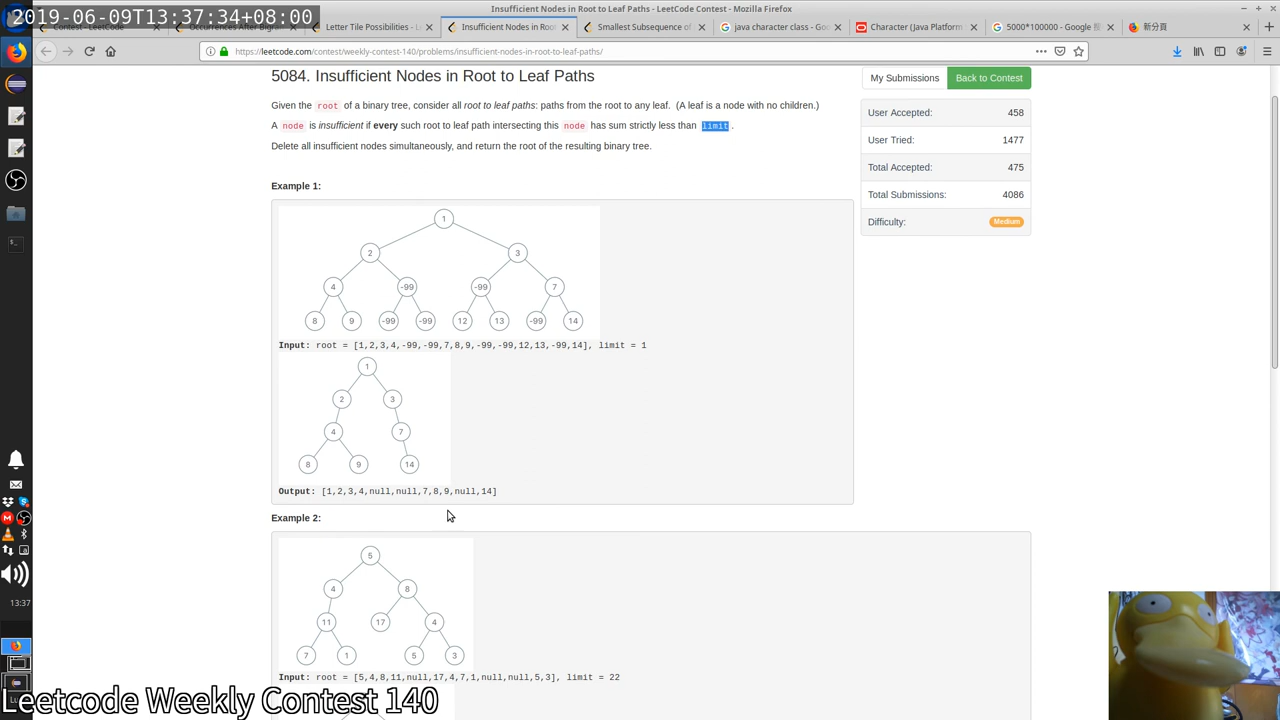 Insufficient Nodes in Root to Leaf Paths - LeetCode Contest - Mozilla Firefox
2019-06-09T13:37:34+08:00
Contest - LeetCode
Occurrences After Bigra
Letter Tile Possibilities - L
Insufficient Nodes in Roo
Smallest Subsequence of
java character class - Goo
Character (Java Platform
5000*100000 - Google
新分頁
https://leetcode.com/contest/weekly-contest-140/problems/insufficient-nodes-in-root-to-leaf-paths/
5084. Insufficient Nodes in Root to Leaf Paths
My Submissions
Back to Contest
Given the root of a binary tree, consider all root to leaf paths: paths from the root to any leaf. (A leaf is a node with no children.)
A node is insufficient if every such root to leaf path intersecting this node has sum strictly less than limit.
Delete all insufficient nodes simultaneously, and return the root of the resulting binary tree.
User Accepted: 458
User Tried: 1477
Total Accepted: 475
Total Submissions: 4086
Difficulty: Medium
Example 1:
1
2 3
4 -99 -99 7
8 9 -99 -99 12 13 -99 14
Input: root = [1,2,3,4,-99,-99,7,8,9,-99,-99,12,13,-99,14], limit = 1
1
2 3
4 7
8 9 14
Output: [1,2,3,4,null,null,7,8,9,null,14]
Example 2:
5
4 8
11 17 4
7 1 5 3
Input: root = [5,4,8,11,null,17,4,7,1,null,null,5,3], limit = 22
13:37
Leetcode Weekly Contest 140